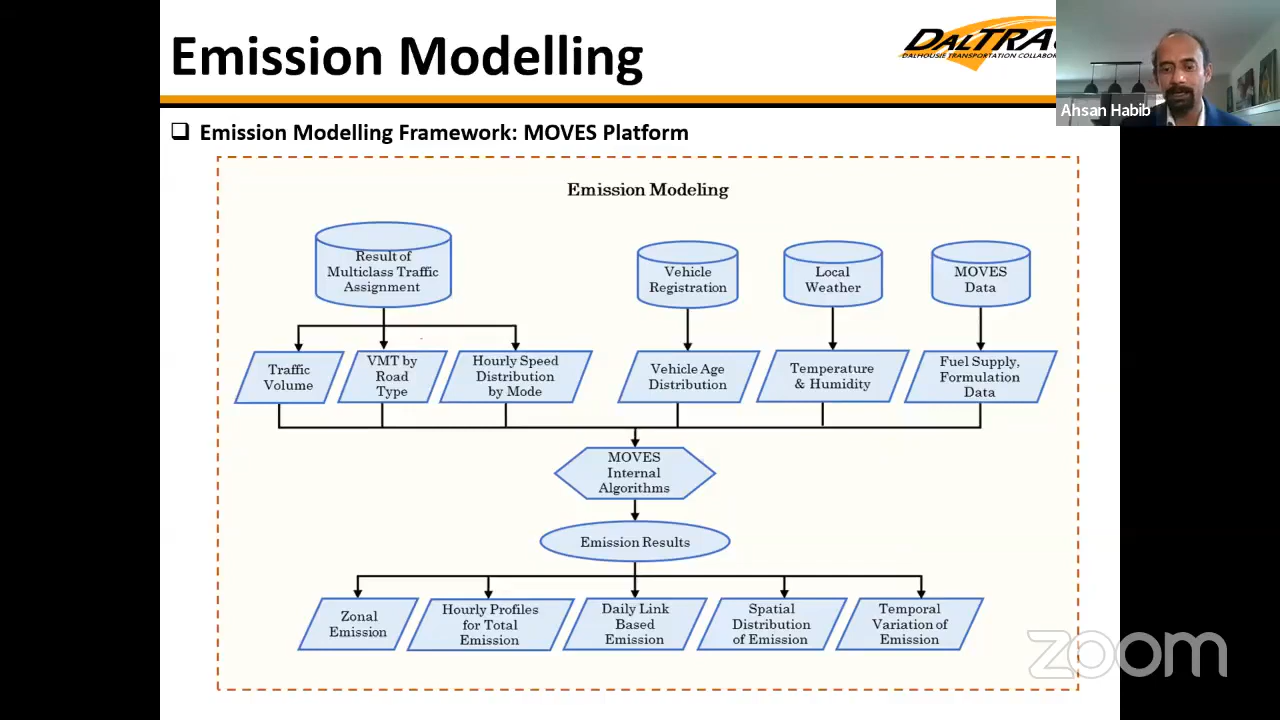 Emission Modelling
DALTRA
DALHOUSIE TRANSPORTATION COLLABOR
Ahsan Habib
Emission Modelling Framework: MOVES Platform
Emission Modeling
Result of
Multiclass Traffic
Assignment
Vehicle
Registration
Local
Weather
MOVES
Data
Traffic
Volume
VMT by
Road
Type
Hourly Speed
Distribution
by Mode
Vehicle Age
Distribution
Temperature
& Humidity
Fuel Supply,
Formulation
Data
MOVES
Internal
Algorithms
Emission Results
Zonal
Emission
Hourly Profiles
for Total
Emission
Daily Link
Based
Emission
Spatial
Distribution
of Emission
Temporal
Variation of
Emission
zoom